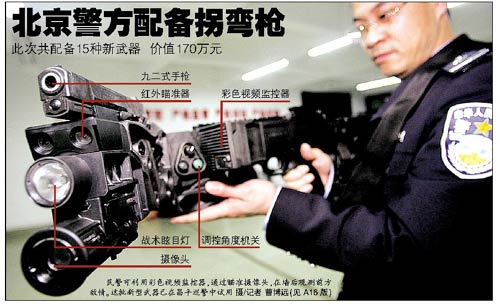 北京警方配备拐弯枪
此次共配备15种新武器 价值170万元
九二式手枪
红外瞄准器
彩色视频监控器
战术眩目灯
调控角度机关
摄像头
民警可利用彩色视频监控器,通过瞄准摄像头,在墙后观测前方
敌情。这批新型武器已在昌平巡警中试用 摄/记者 曹博远(见A15版)